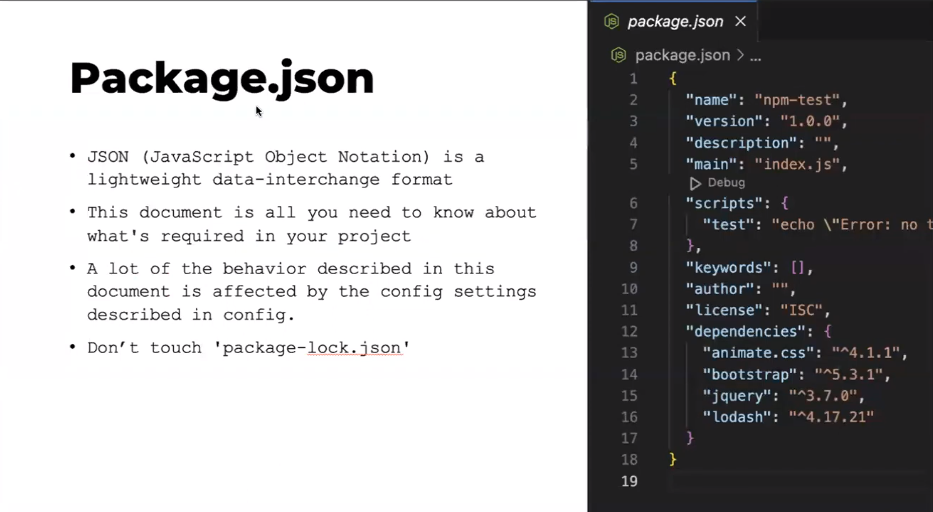 Package.json
• JSON (JavaScript Object Notation) is a
lightweight data-interchange format
• This document is all you need to know about
what's required in your project
• A lot of the behavior described in this
document is affected by the config settings
described in config.
• Don’t touch 'package-lock.json'
JS package.json ×
JS package.json > ...
1 {
2 "name": "npm-test",
3 "version": "1.0.0",
4 "description": "",
5 "main": "index.js",
Debug
6 "scripts": {
7 "test": "echo \"Error: no t
8 },
9 "keywords": [],
10 "author": "",
11 "license": "ISC",
12 "dependencies": {
13 "animate.css": "^4.1.1",
14 "bootstrap": "^5.3.1",
15 "jquery": "^3.7.0",
16 "lodash": "^4.17.21"
17 }
18 }
19